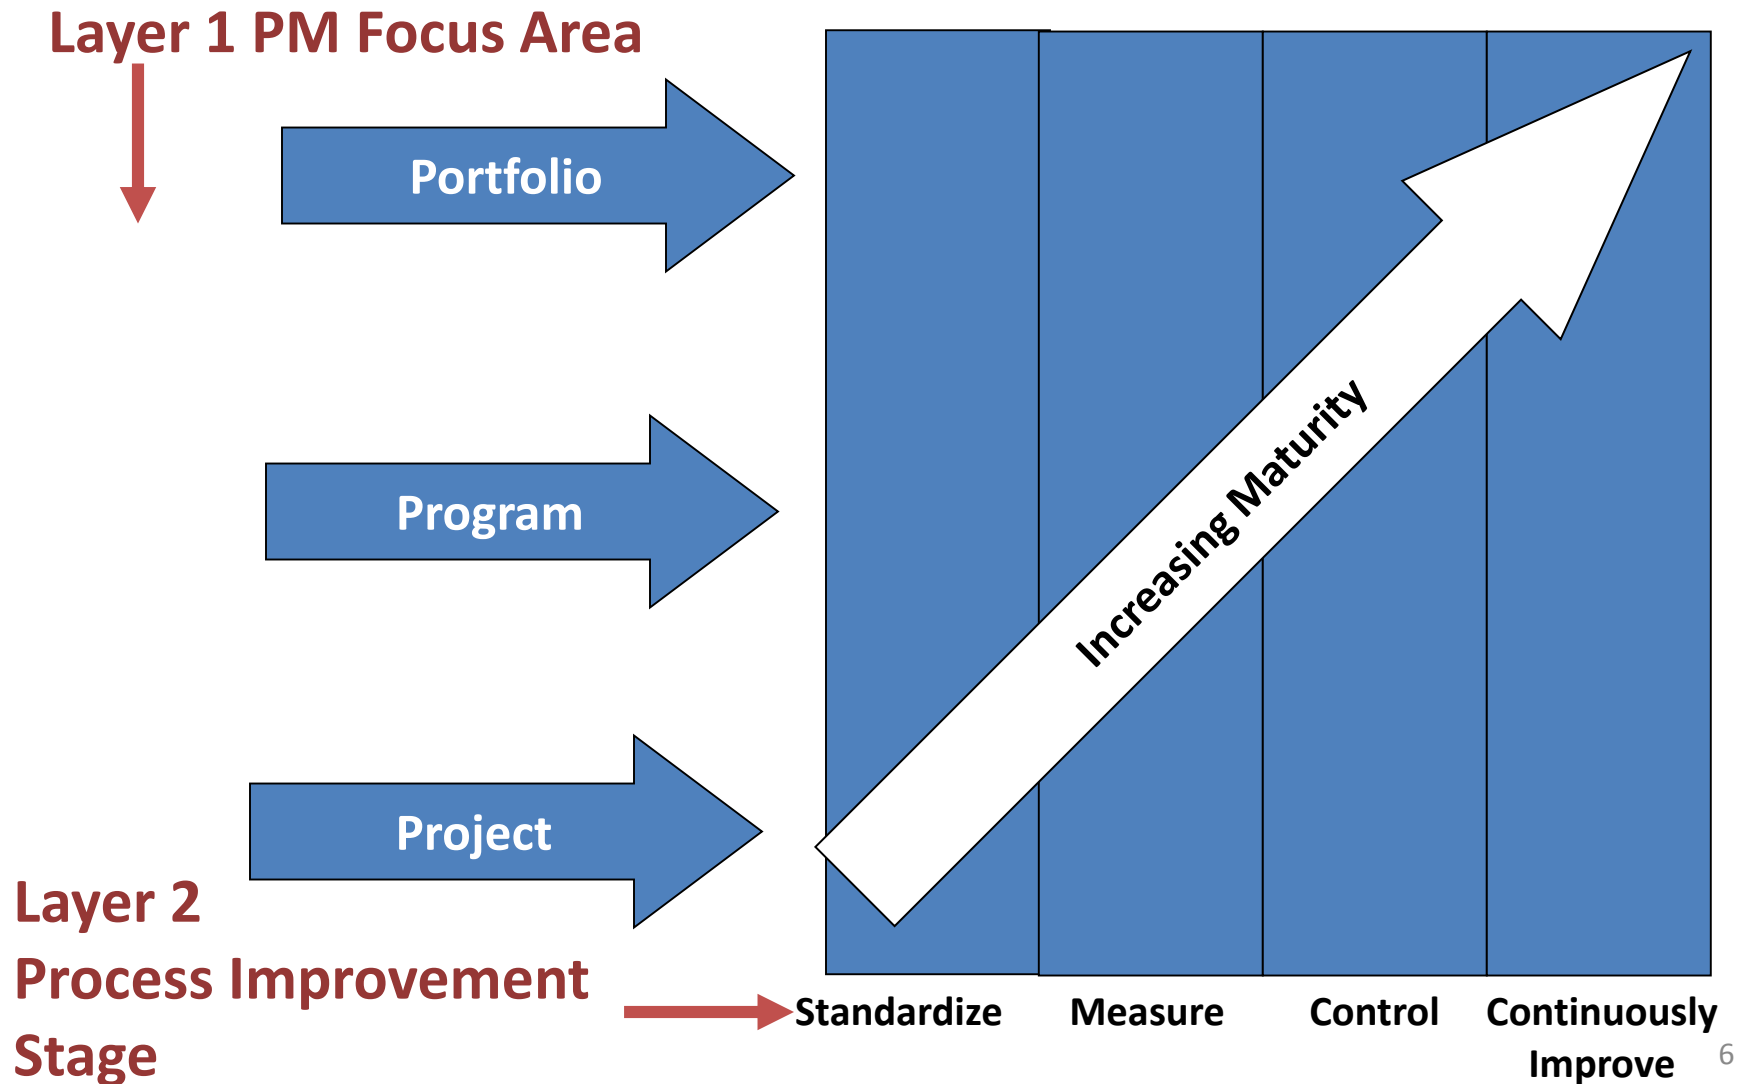 Layer 1 PM Focus Area
Portfolio
Program
Project
Increasing Maturity
Layer 2
Process Improvement
Stage
Standardize
Measure
Control
Continuously
Improve
6